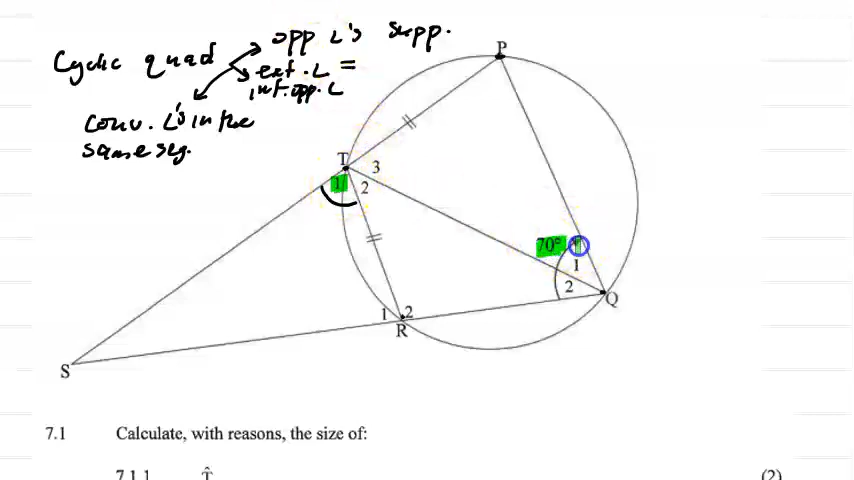 Cyclic quad
opp L's supp.
ext. L =
int. opp. L
conv. L's in the
same seg.
P
T
3
1
2
70°
1
2
Q
1
2
R
S
7.1 Calculate, with reasons, the size of:
7.1.1 T̂ (2)